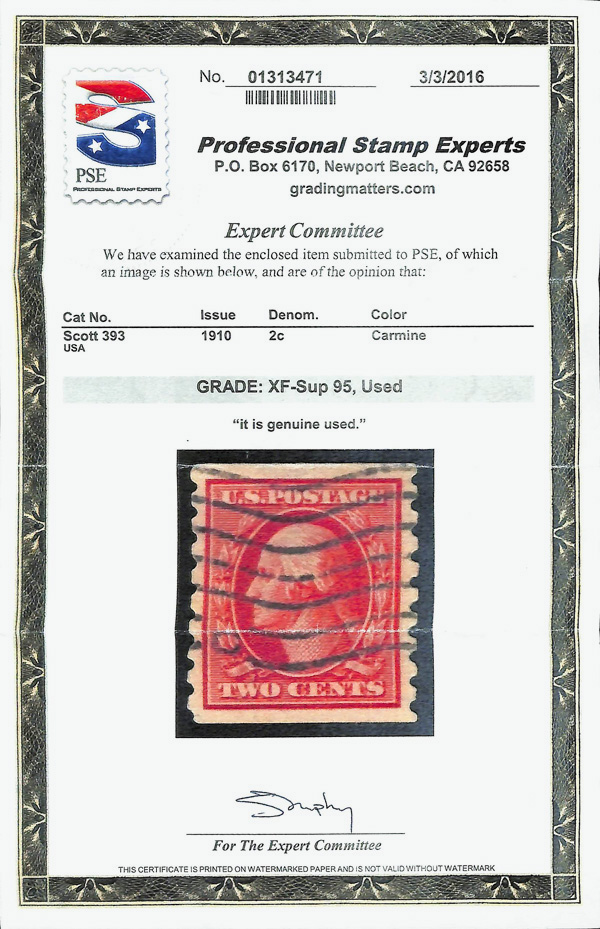 No. 01313471 3/3/2016
PSE
PROFESSIONAL STAMP EXPERTS
Professional Stamp Experts
P.O. Box 6170, Newport Beach, CA 92658
gradingmatters.com
Expert Committee
We have examined the enclosed item submitted to PSE, of which
an image is shown below, and are of the opinion that:
Cat No. Issue Denom. Color
Scott 393 1910 2c Carmine
USA
GRADE: XF-Sup 95, Used
“it is genuine used.”
U.S. POSTAGE
TWO CENTS
For The Expert Committee
THIS CERTIFICATE IS PRINTED ON WATERMARKED PAPER AND IS NOT VALID WITHOUT WATERMARK